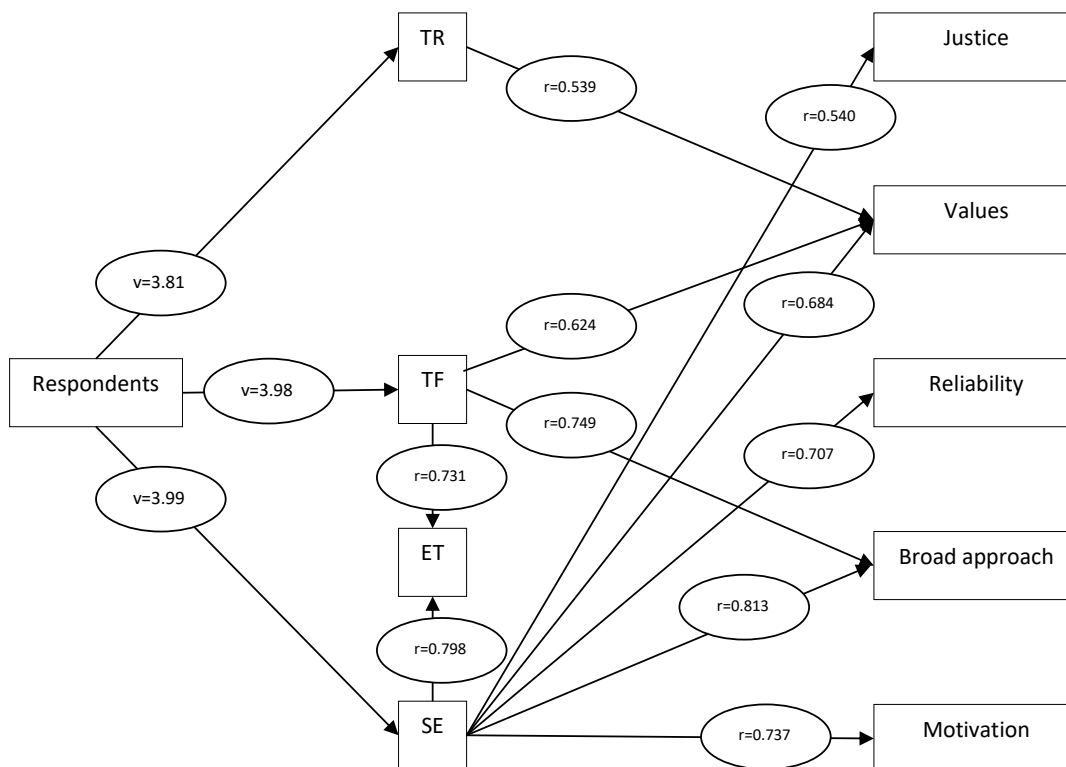 TR
Justice
r=0.539
r=0.540
Values
v=3.81
r=0.684
r=0.624
Respondents
v=3.98
TF
Reliability
r=0.749
r=0.707
r=0.731
v=3.99
ET
Broad approach
r=0.813
r=0.798
SE
r=0.737
Motivation